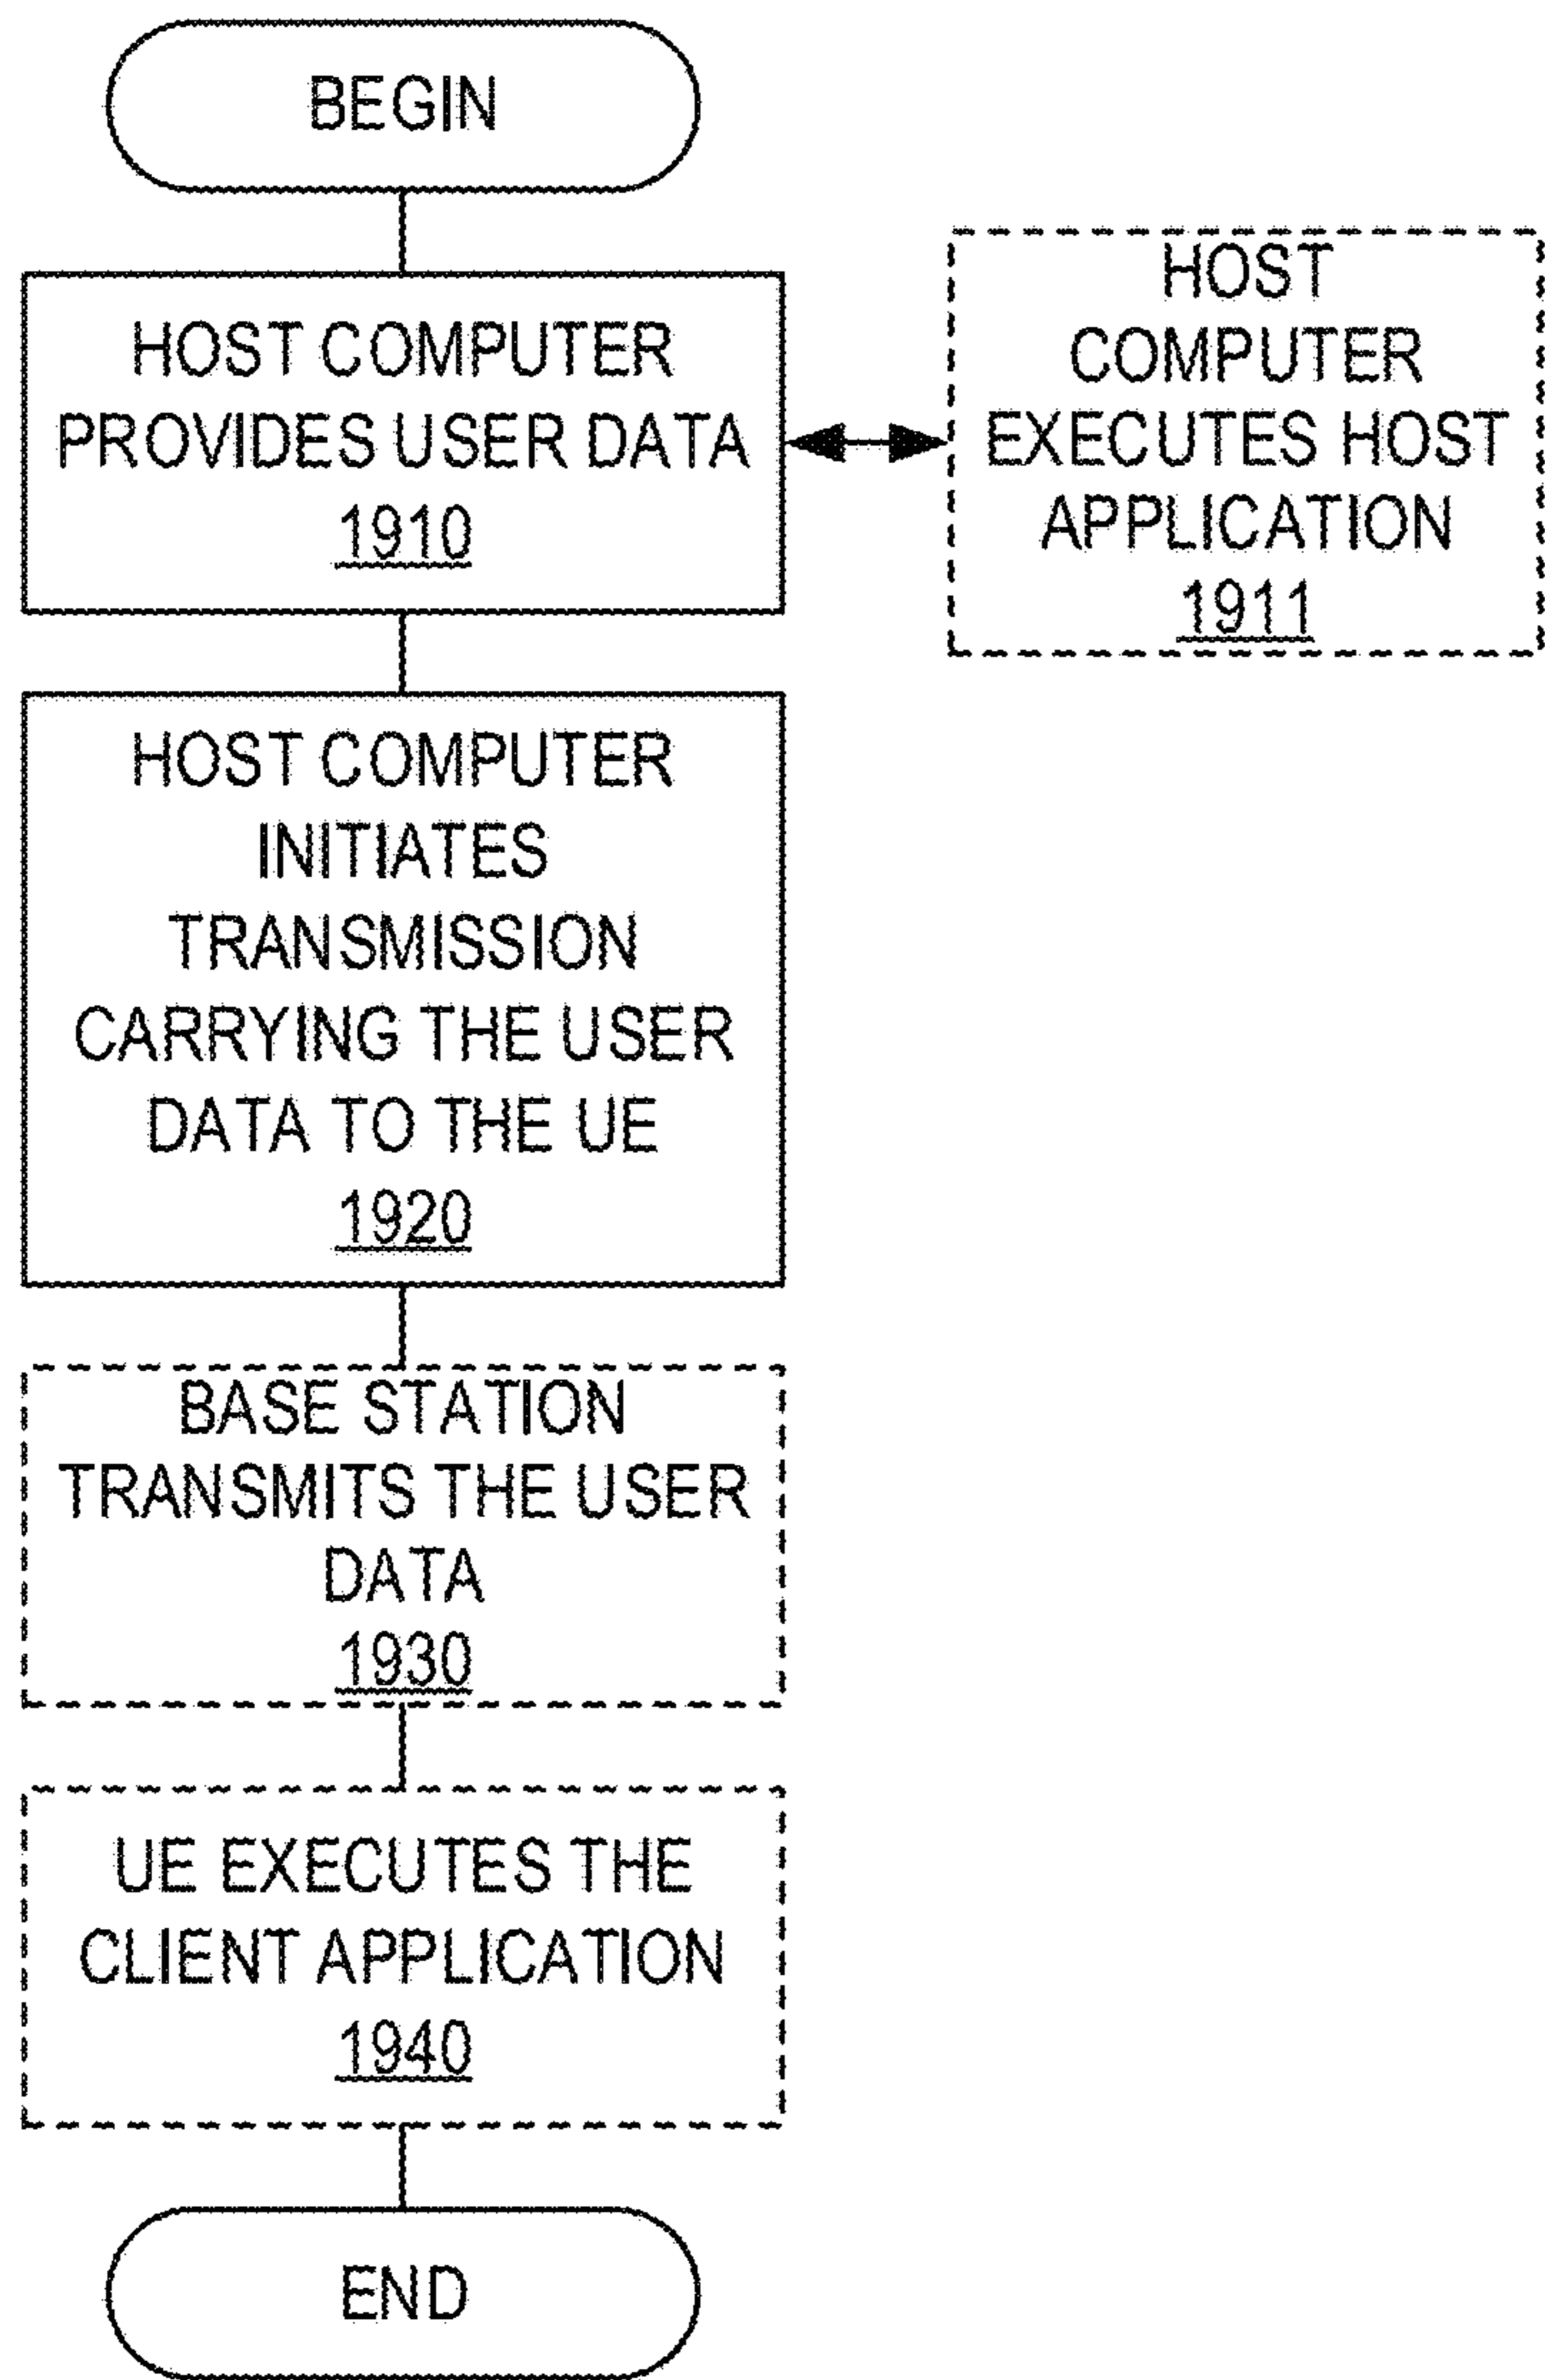 BEGIN
HOST COMPUTER
PROVIDES USER DATA
1910
HOST
COMPUTER
EXECUTES HOST
APPLICATION
1911
HOST COMPUTER
INITIATES
TRANSMISSION
CARRYING THE USER
DATA TO THE UE
1920
BASE STATION
TRANSMITS THE USER
DATA
1930
UE EXECUTES THE
CLIENT APPLICATION
1940
END